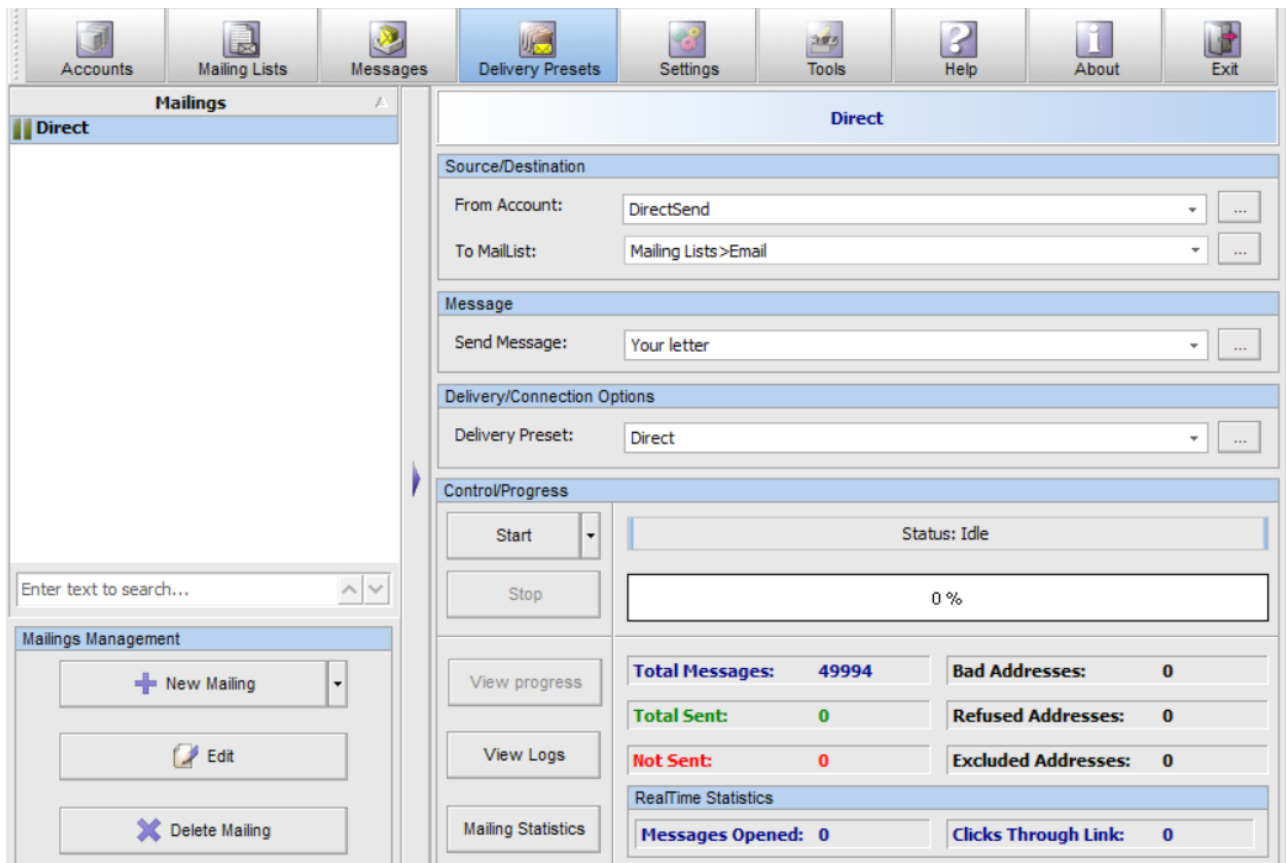 Accounts
Mailing Lists
Messages
Delivery Presets
Settings
Tools
Help
About
Exit
Mailings
Direct
Enter text to search...
Mailings Management
New Mailing
Edit
Delete Mailing
Direct
Source/Destination
From Account: DirectSend ...
To MailList: Mailing Lists>Email ...
Message
Send Message: Your letter ...
Delivery/Connection Options
Delivery Preset: Direct ...
Control/Progress
Start
Status: Idle
Stop
0 %
View progress
View Logs
Mailing Statistics
Total Messages: 49994
Bad Addresses: 0
Total Sent: 0
Refused Addresses: 0
Not Sent: 0
Excluded Addresses: 0
RealTime Statistics
Messages Opened: 0
Clicks Through Link: 0